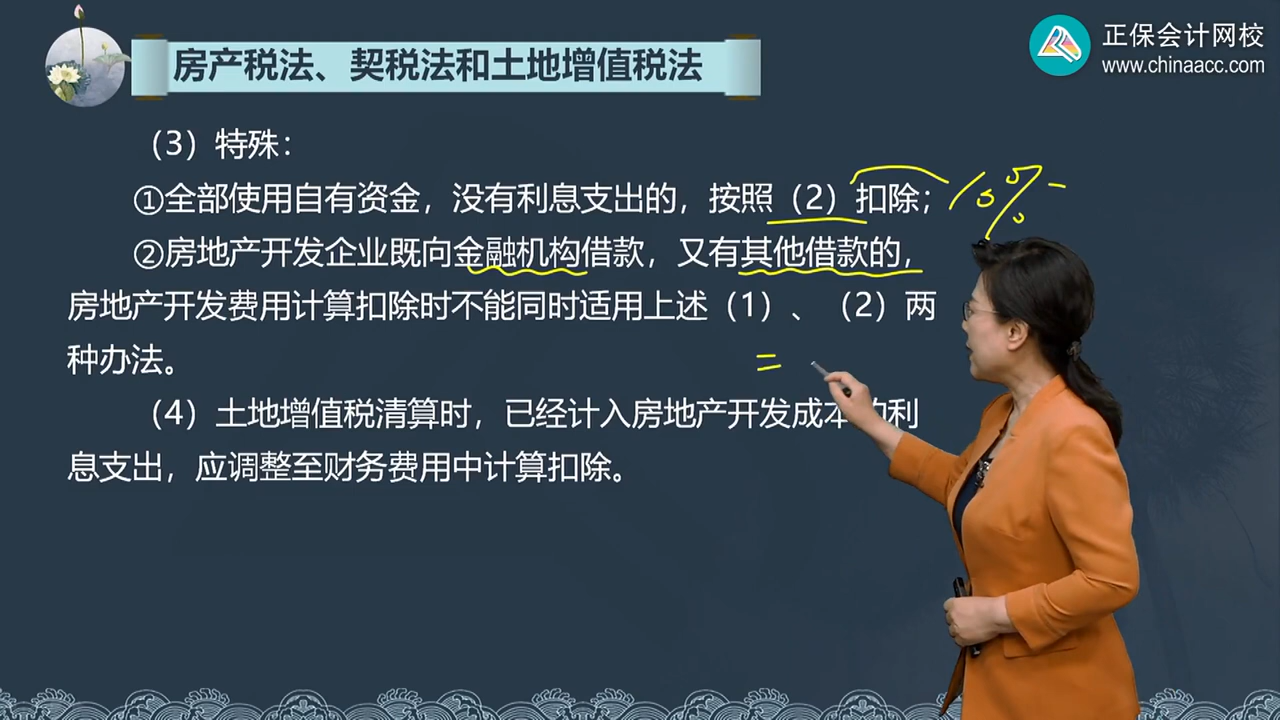 房产税法、契税法和土地增值税法
正保会计网校
www.chinaacc.com
（3）特殊：
①全部使用自有资金，没有利息支出的，按照（2）扣除；
10%
②房地产开发企业既向金融机构借款，又有其他借款的，
房地产开发费用计算扣除时不能同时适用上述（1）、（2）两
种办法。
（4）土地增值税清算时，已经计入房地产开发成本的利
息支出，应调整至财务费用中计算扣除。